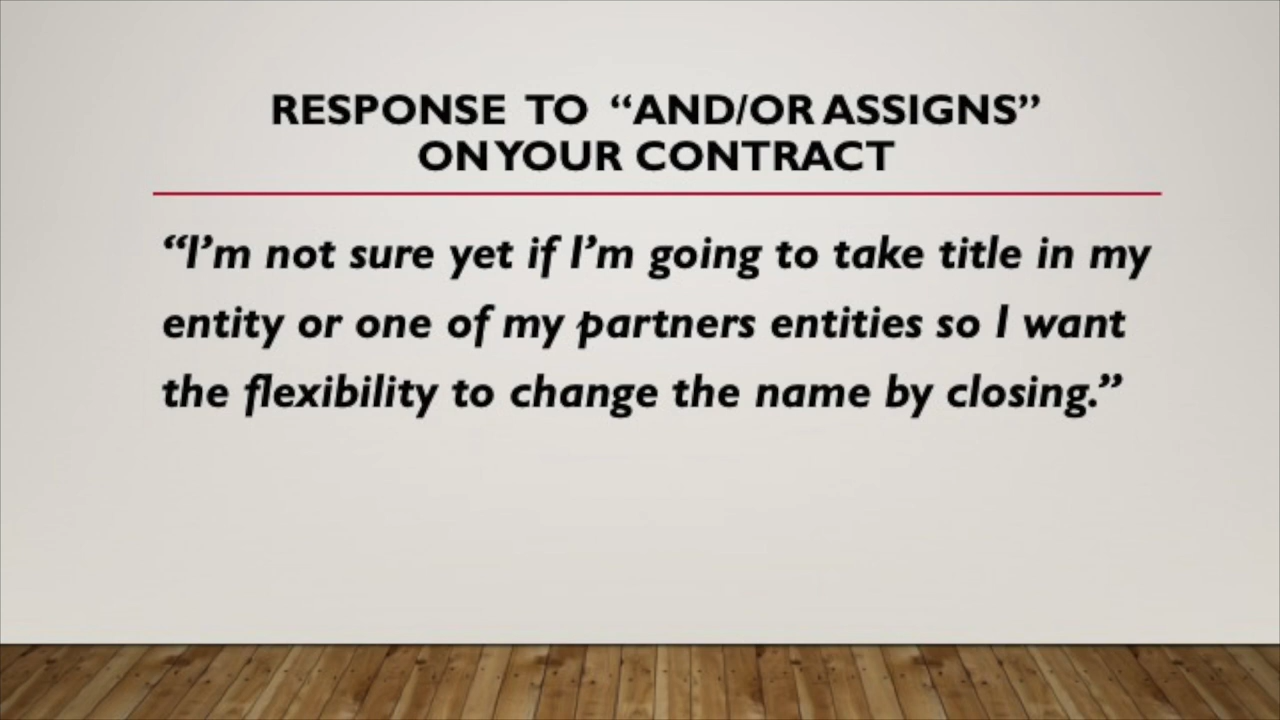 RESPONSE TO “AND/OR ASSIGNS”
ON YOUR CONTRACT
“I’m not sure yet if I’m going to take title in my
entity or one of my partners entities so I want
the flexibility to change the name by closing.”